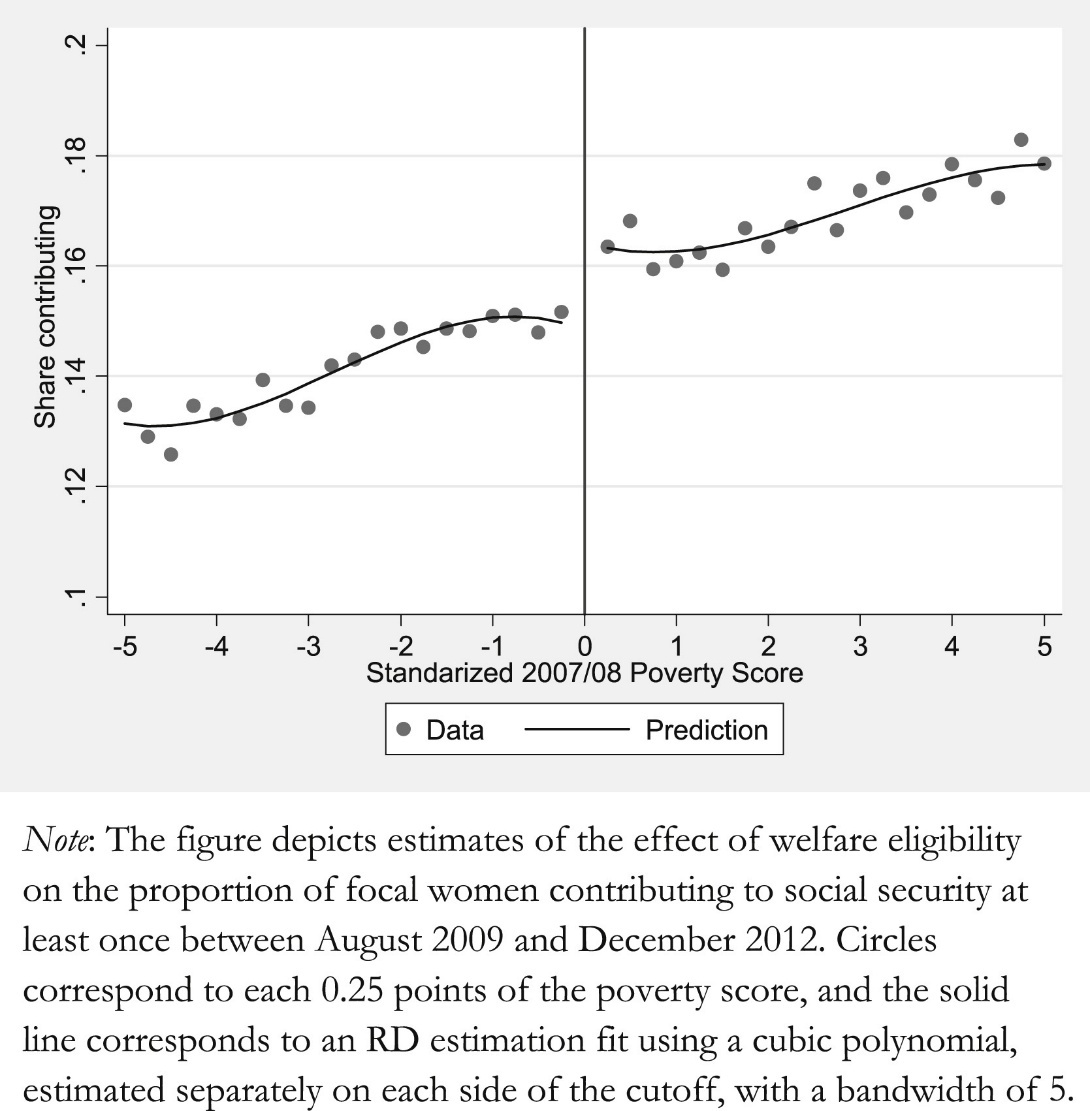 .2
.18
.16
.14
.12
.1
Share contributing
-5 -4 -3 -2 -1 0 1 2 3 4 5
Standarized 2007/08 Poverty Score
Data Prediction
Note: The figure depicts estimates of the effect of welfare eligibility
on the proportion of focal women contributing to social security at
least once between August 2009 and December 2012. Circles
correspond to each 0.25 points of the poverty score, and the solid
line corresponds to an RD estimation fit using a cubic polynomial,
estimated separately on each side of the cutoff, with a bandwidth of 5.